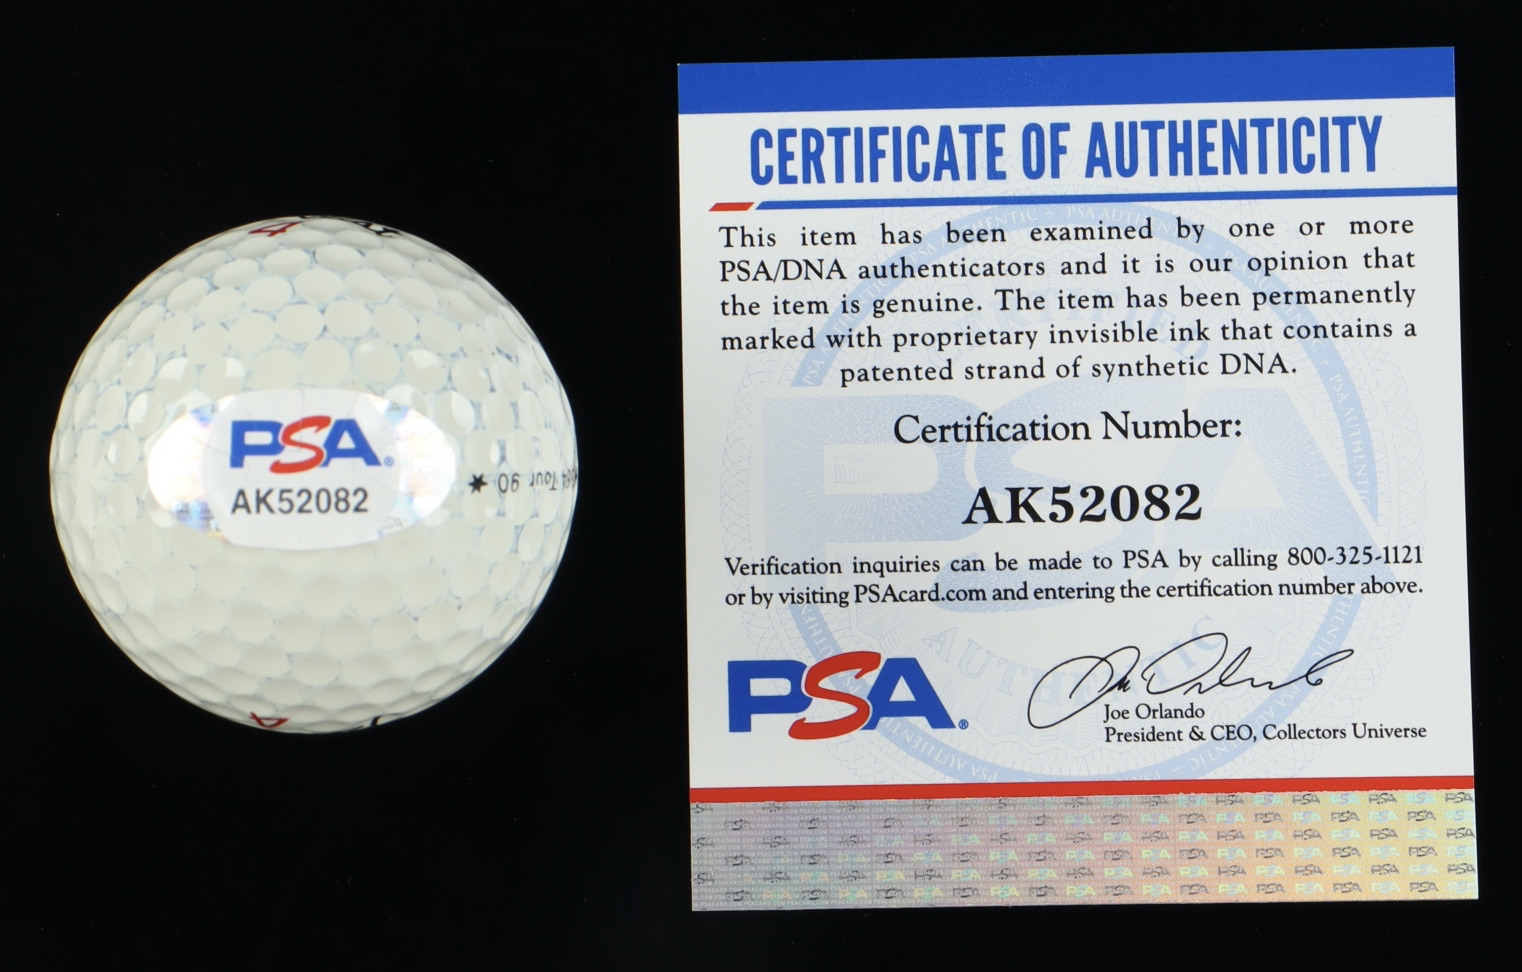 PSA
AK52082
Tour 90
4
4
CERTIFICATE OF AUTHENTICITY
This item has been examined by one or more
PSA/DNA authenticators and it is our opinion that
the item is genuine. The item has been permanently
marked with proprietary invisible ink that contains a
patented strand of synthetic DNA.
Certification Number:
AK52082
Verification inquiries can be made to PSA by calling 800-325-1121
or by visiting PSAcard.com and entering the certification number above.
PSA
Joe Orlando
President & CEO, Collectors Universe